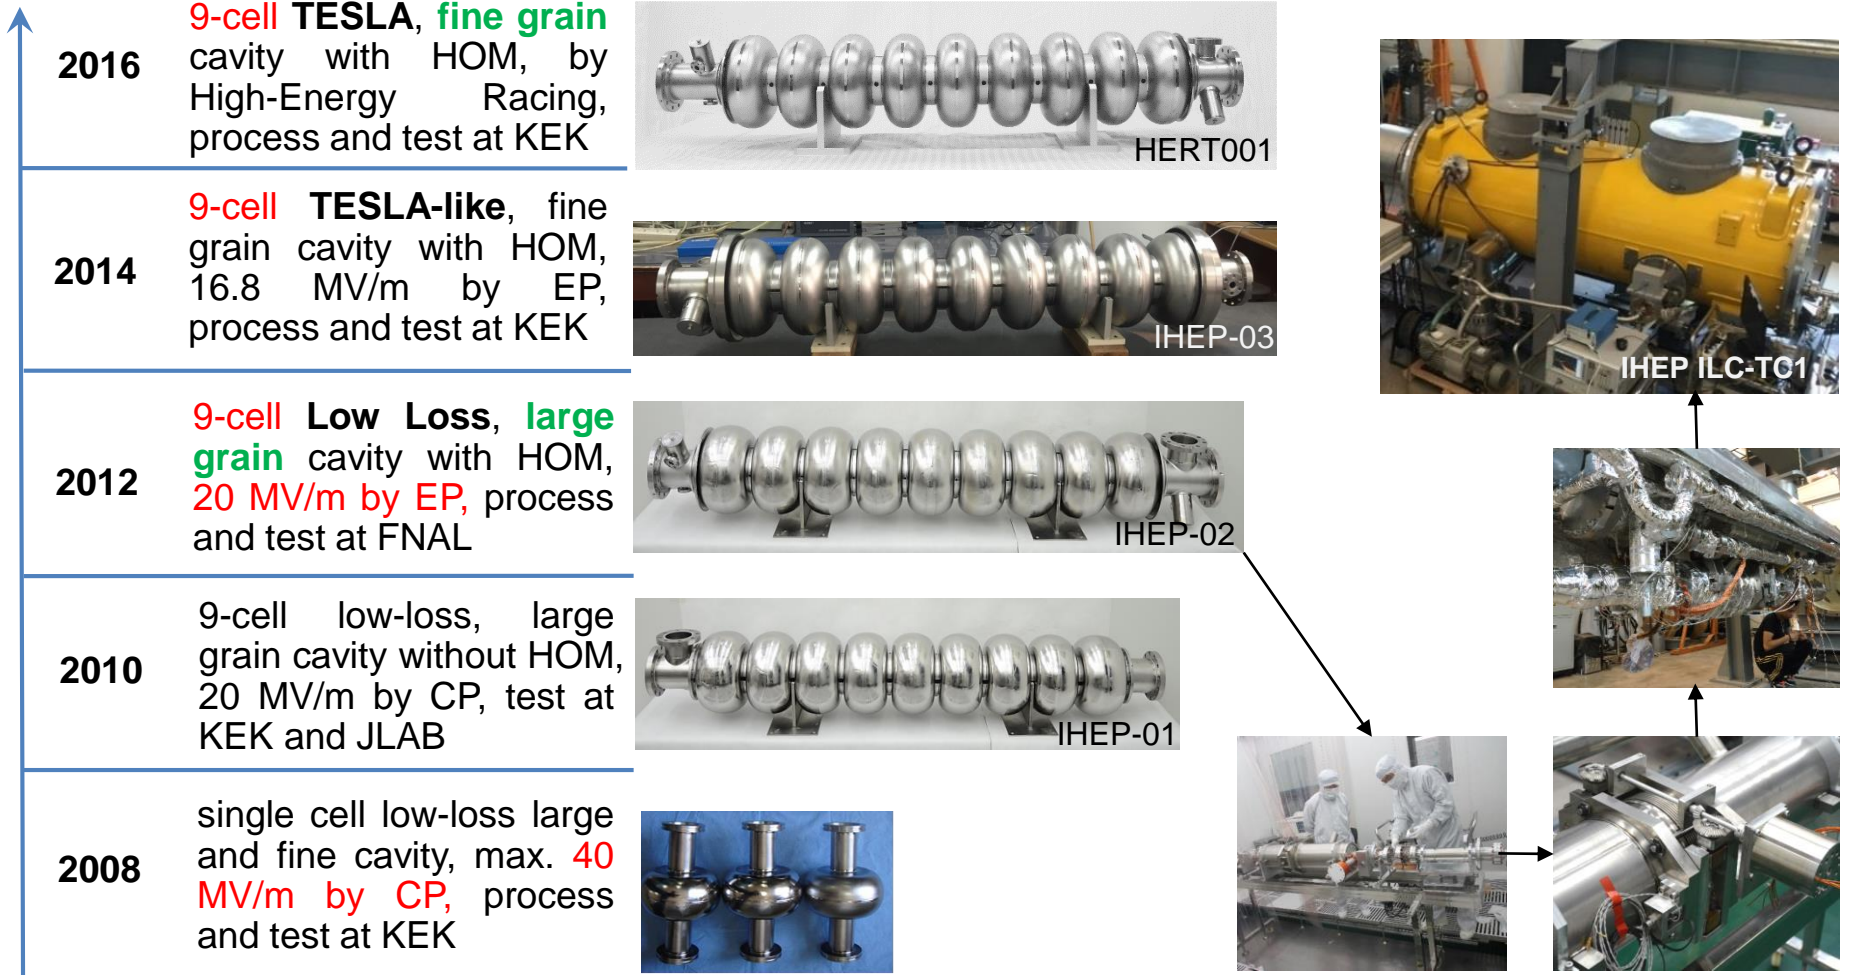 9-cell TESLA, fine grain
2016
cavity with HOM, by
High-Energy Racing,
process and test at KEK
HERT001
9-cell TESLA-like, fine
grain cavity with HOM,
2014
16.8 MV/m by EP,
process and test at KEK
IHEP-03
IHEP ILC-TC1
9-cell Low Loss, large
grain cavity with HOM,
2012
20 MV/m by EP, process
and test at FNAL
IHEP-02
9-cell low-loss, large
grain cavity without HOM,
2010
20 MV/m by CP, test at
KEK and JLAB
IHEP-01
single cell low-loss large
and fine cavity, max. 40
2008
MV/m by CP, process
and test at KEK